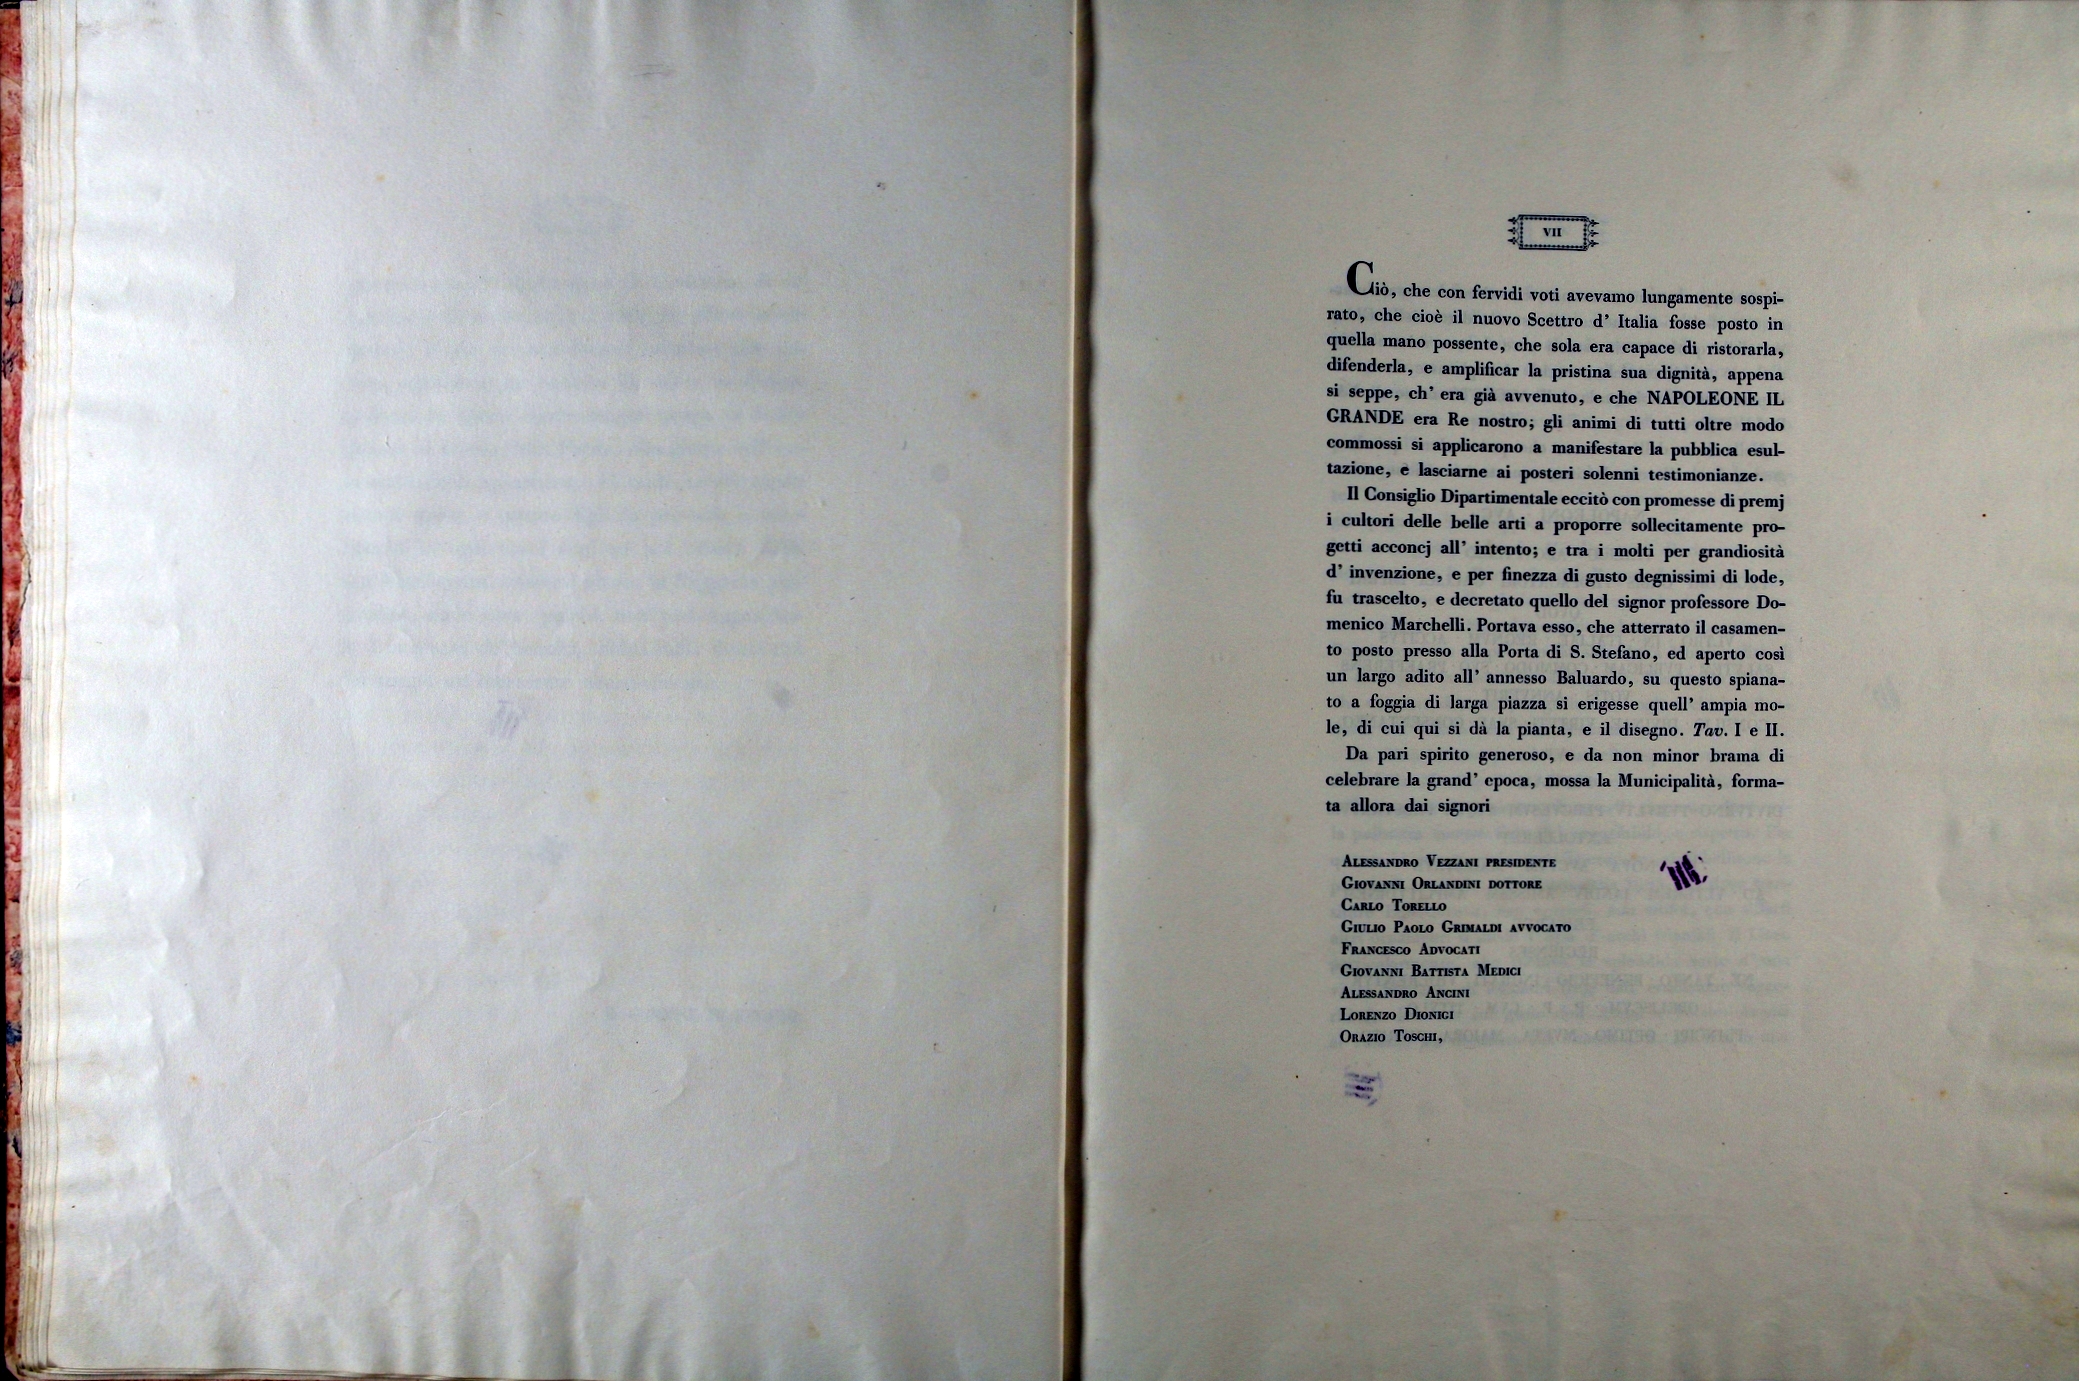 VII
Ciò, che con fervidi voti avevamo lungamente sospi-
rato, che cioè il nuovo Scettro d' Italia fosse posto in
quella mano possente, che sola era capace di ristorarla,
difenderla, e amplificar la pristina sua dignità, appena
si seppe, ch' era già avvenuto, e che NAPOLEONE IL
GRANDE era Re nostro; gli animi di tutti oltre modo
commossi si applicarono a manifestare la pubblica esul-
tazione, e lasciarne ai posteri solenni testimonianze.
Il Consiglio Dipartimentale eccitò con promesse di premj
i cultori delle belle arti a proporre sollecitamente pro-
getti acconcj all' intento; e tra i molti per grandiosità
d' invenzione, e per finezza di gusto degnissimi di lode,
fu trascelto, e decretato quello del signor professore Do-
menico Marchelli. Portava esso, che atterrato il casamen-
to posto presso alla Porta di S. Stefano, ed aperto così
un largo adito all' annesso Baluardo, su questo spiana-
to a foggia di larga piazza si erigesse quell' ampia mo-
le, di cui qui si dà la pianta, e il disegno. Tav. I e II.
Da pari spirito generoso, e da non minor brama di
celebrare la grand' epoca, mossa la Municipalità, forma-
ta allora dai signori
Alessandro Vezzani presidente
Giovanni Orlandini dottore
Carlo Torello
Giulio Paolo Grimaldi avvocato
Francesco Advocati
Giovanni Battista Medici
Alessandro Ancini
Lorenzo Dionigi
Orazio Toschi,